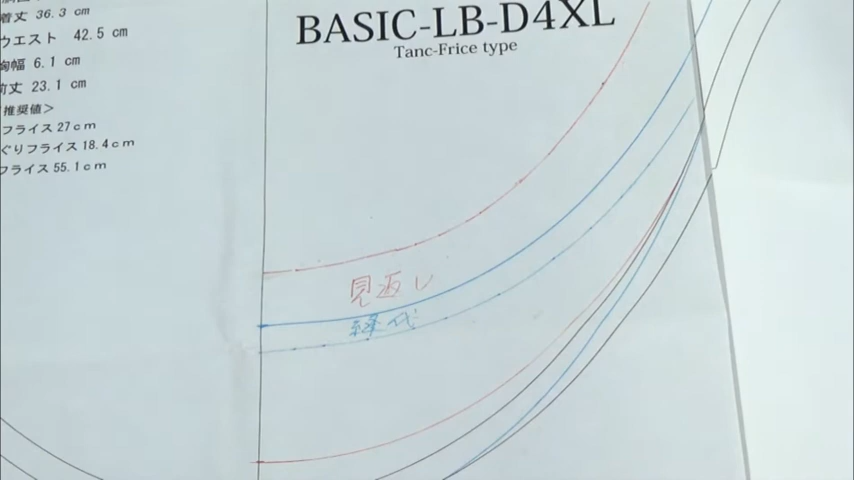 着丈 36.3 cm
ウエスト 42.5 cm
胸幅 6.1 cm
前丈 23.1 cm
推奨値＞
フライス 27ｃｍ
ぐりフライス 18.4ｃｍ
フライス 55.1ｃｍ
BASIC-LB-D4XL
Tanc-Frice type
見返し
縫代